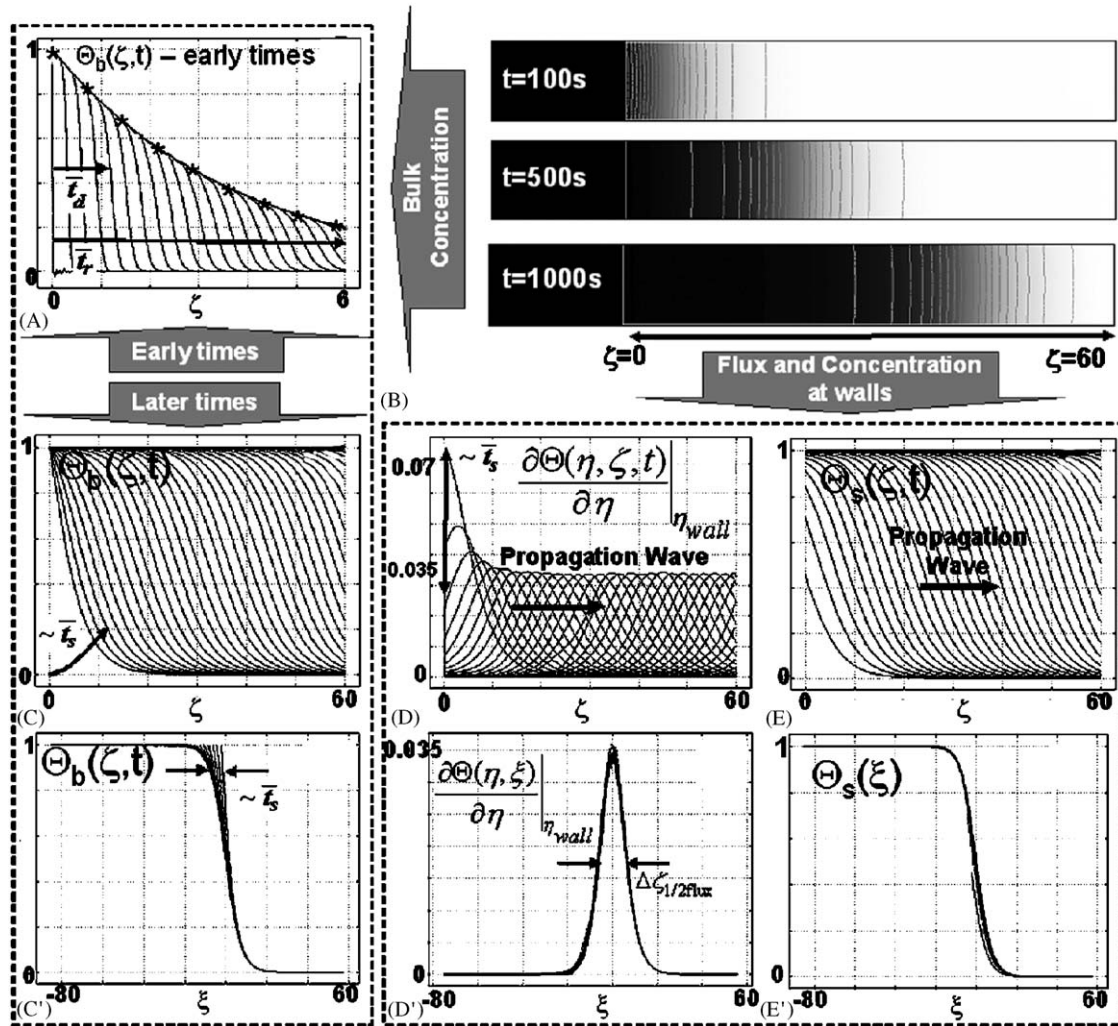 1
Θb(ζ,t) – early times
t̅d
t̅r
0
0
ζ
6
(A)
Early times
Later times
Bulk
Concentration
t=100s
t=500s
t=1000s
ζ=0
ζ=60
(B)
Flux and Concentration
at walls
1
Θb(ζ,t)
~ t̅s
0
0
ζ
60
(C)
0.07
~ t̅s
∂Θ(η,ζ,t)
∂η
ηwall
Propagation Wave
0.035
0
0
ζ
60
(D)
1
Θs(ζ,t)
Propagation
Wave
0
0
ζ
60
(E)
1
Θb(ζ,t)
~ t̅s
0
-80
ξ
60
(C')
0.035
∂Θ(η,ξ)
∂η
ηwall
Δζ1/2flux
0
-80
ξ
60
(D')
1
Θs(ξ)
0
-80
ξ
60
(E')